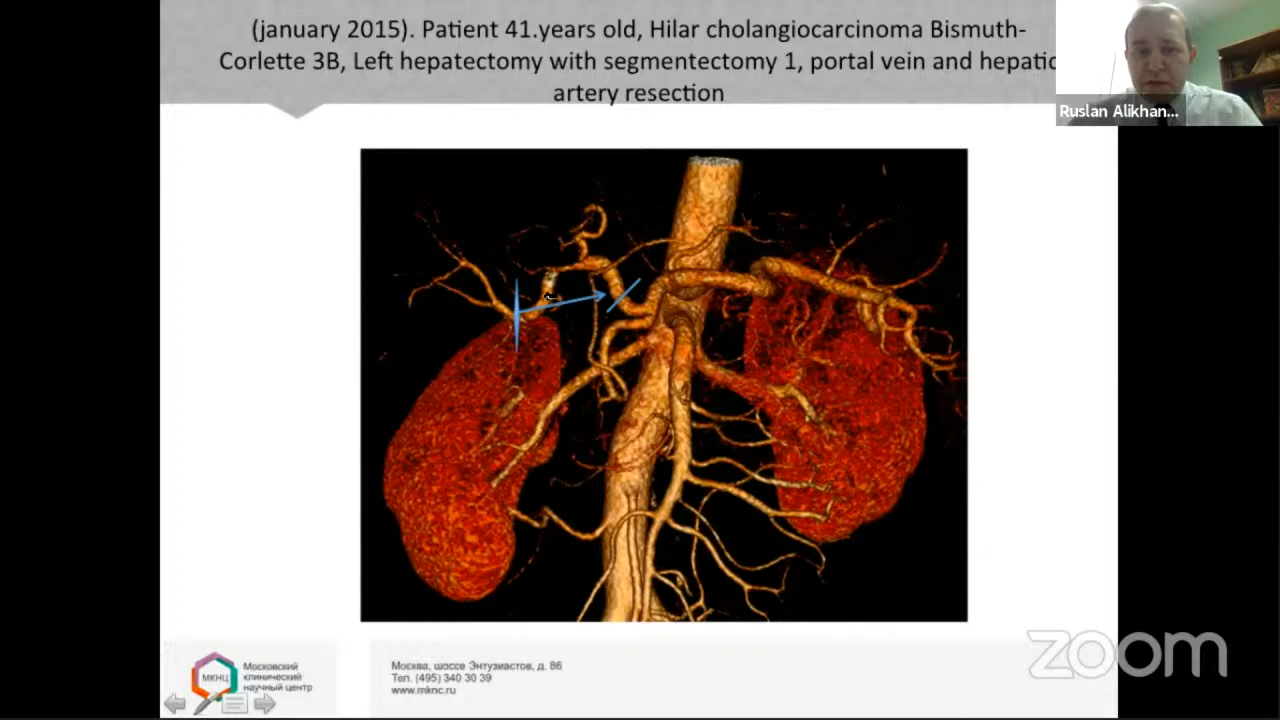 (january 2015). Patient 41.years old, Hilar cholangiocarcinoma Bismuth-
Corlette 3B, Left hepatectomy with segmentectomy 1, portal vein and hepatic
artery resection
Ruslan Alikhan...
МКНЦ
Московский
клинический
научный центр
Москва, шоссе Энтузиастов, д. 86
Тел. (495) 340 30 39
www.mknc.ru
zoom